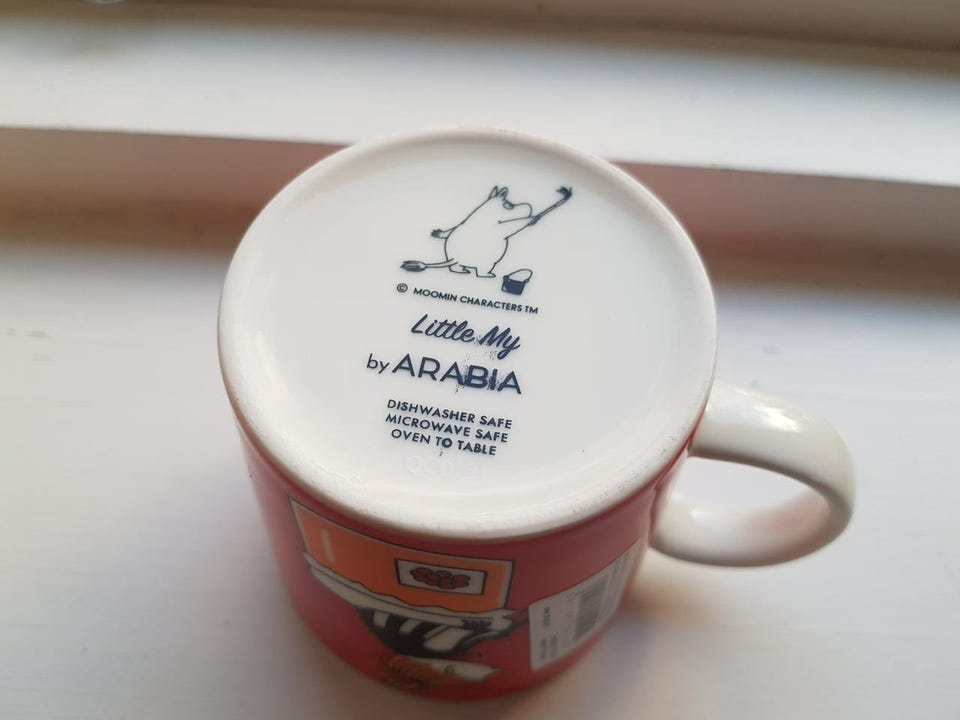 © MOOMIN CHARACTERS TM
Little My
by ARABIA
DISHWASHER SAFE
MICROWAVE SAFE
OVEN TO TABLE